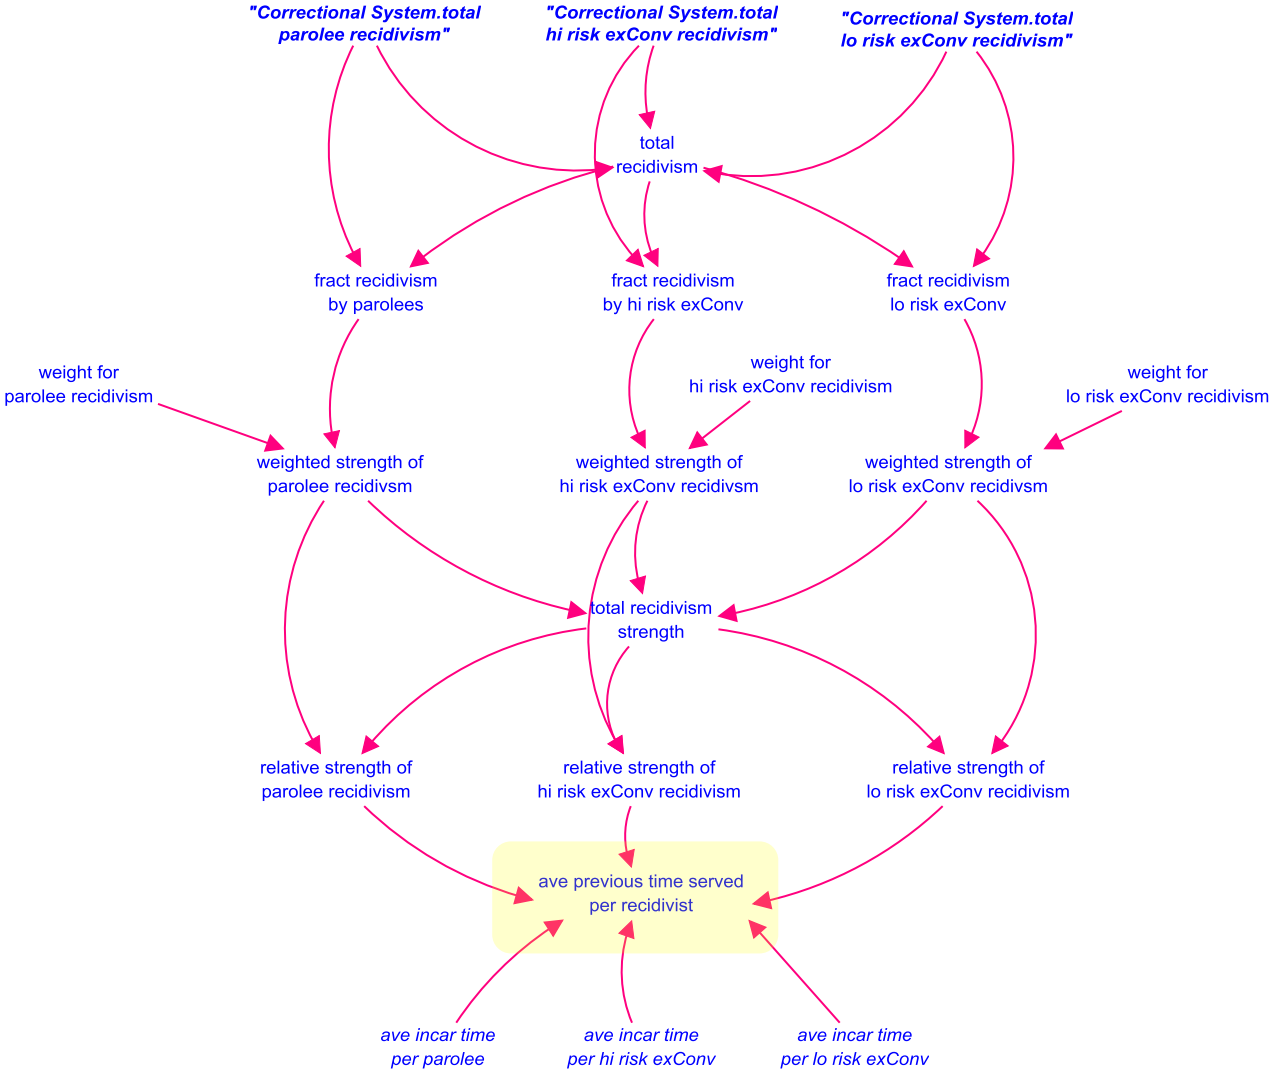 "Correctional System.total
parolee recidivism"
"Correctional System.total
hi risk exConv recidivism"
"Correctional System.total
lo risk exConv recidivism"
total
recidivism
fract recidivism
by parolees
fract recidivism
by hi risk exConv
fract recidivism
lo risk exConv
weight for
parolee recidivism
weight for
hi risk exConv recidivism
weight for
lo risk exConv recidivism
weighted strength of
parolee recidivsm
weighted strength of
hi risk exConv recidivsm
weighted strength of
lo risk exConv recidivsm
total recidivism
strength
relative strength of
parolee recidivism
relative strength of
hi risk exConv recidivism
relative strength of
lo risk exConv recidivism
ave previous time served
per recidivist
ave incar time
per parolee
ave incar time
per hi risk exConv
ave incar time
per lo risk exConv